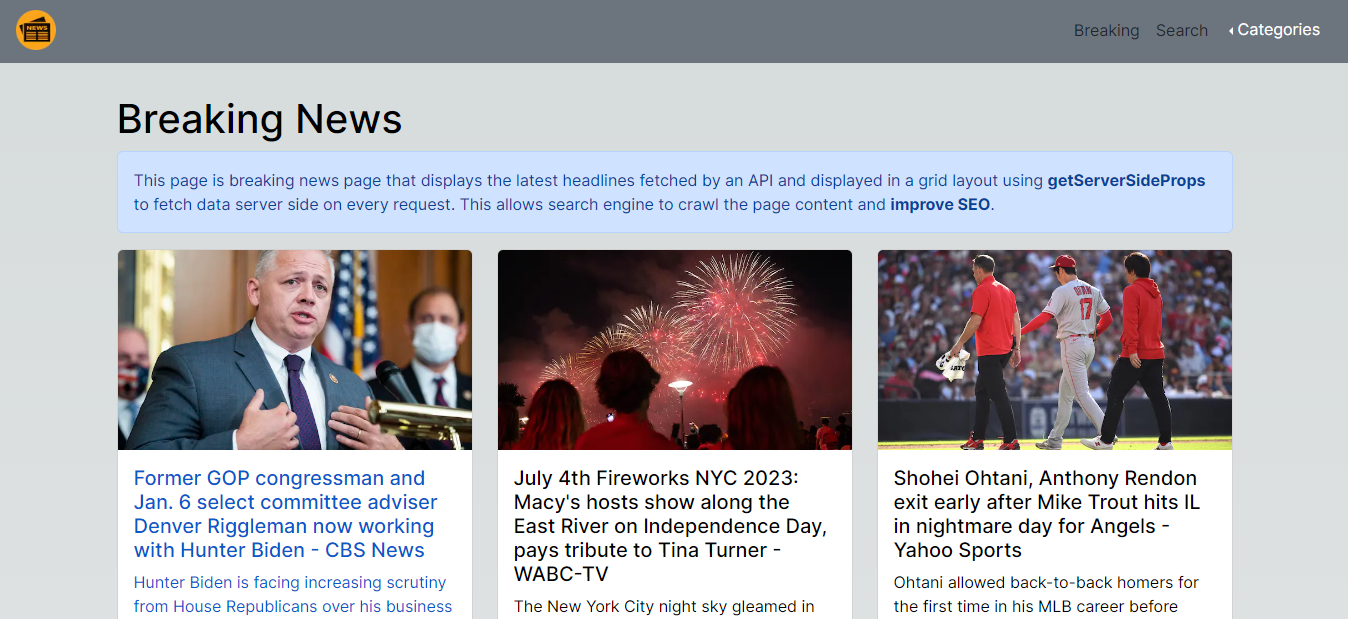 NEWS
Breaking Search Categories
Breaking News
This page is breaking news page that displays the latest headlines fetched by an API and displayed in a grid layout using getServerSideProps
to fetch data server side on every request. This allows search engine to crawl the page content and improve SEO.
17
Former GOP congressman and
Jan. 6 select committee adviser
Denver Riggleman now working
with Hunter Biden - CBS News
Hunter Biden is facing increasing scrutiny
from House Republicans over his business
July 4th Fireworks NYC 2023:
Macy's hosts show along the
East River on Independence Day,
pays tribute to Tina Turner -
WABC-TV
The New York City night sky gleamed in
Shohei Ohtani, Anthony Rendon
exit early after Mike Trout hits IL
in nightmare day for Angels -
Yahoo Sports
Ohtani allowed back-to-back homers for
the first time in his MLB career before